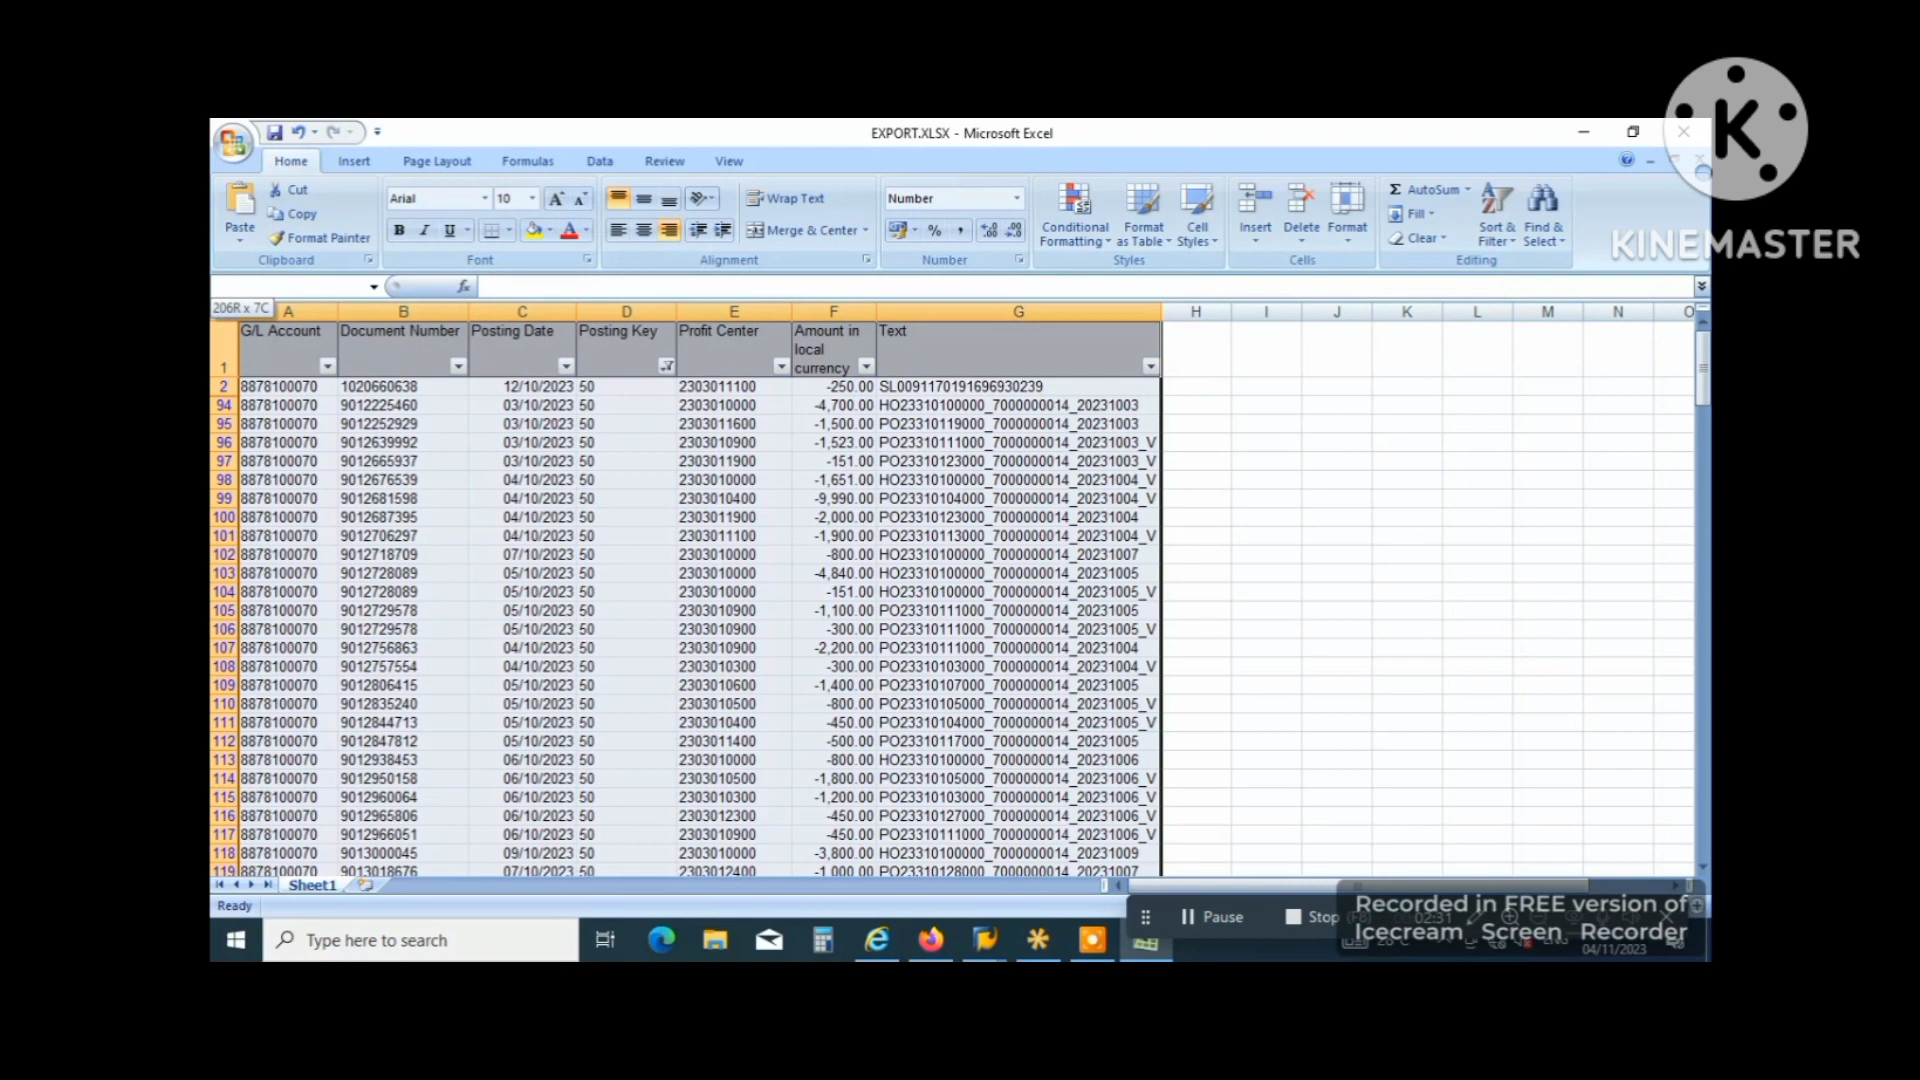 KINEMASTER
EXPORT.XLSX - Microsoft Excel
Home Insert Page Layout Formulas Data Review View
Paste
Cut
Copy
Format Painter
Clipboard
Arial 10
B I U
Font
Wrap Text
Merge & Center
Alignment
Number
Number
Conditional Formatting
Format as Table
Cell Styles
Styles
Insert Delete Format
Cells
AutoSum
Fill
Clear
Sort & Filter
Find & Select
Editing
206R x 7C
A B C D E F G H I J K L M N O
1 G/L Account Document Number Posting Date Posting Key Profit Center Amount in local currency Text
2 8878100070 1020660638 12/10/2023 50 2303011100 -250.00 SL0091170191696930239
94 8878100070 9012225460 03/10/2023 50 2303010000 -4,700.00 HO23310100000_7000000014_20231003
95 8878100070 9012252929 03/10/2023 50 2303011600 -1,500.00 PO23310119000_7000000014_20231003
96 8878100070 9012639992 03/10/2023 50 2303010900 -1,523.00 PO23310111000_7000000014_20231003_V
97 8878100070 9012665937 03/10/2023 50 2303011900 -151.00 PO23310123000_7000000014_20231003_V
98 8878100070 9012676539 04/10/2023 50 2303010000 -1,651.00 HO23310100000_7000000014_20231004_V
99 8878100070 9012681598 04/10/2023 50 2303010400 -9,990.00 PO23310104000_7000000014_20231004_V
100 8878100070 9012687395 04/10/2023 50 2303011900 -2,000.00 PO23310123000_7000000014_20231004
101 8878100070 9012706297 04/10/2023 50 2303011100 -1,900.00 PO23310113000_7000000014_20231004_V
102 8878100070 9012718709 07/10/2023 50 2303010000 -800.00 HO23310100000_7000000014_20231007
103 8878100070 9012728089 05/10/2023 50 2303010000 -4,840.00 HO23310100000_7000000014_20231005
104 8878100070 9012728089 05/10/2023 50 2303010000 -151.00 HO23310100000_7000000014_20231005_V
105 8878100070 9012729578 05/10/2023 50 2303010900 -1,100.00 PO23310111000_7000000014_20231005
106 8878100070 9012729578 05/10/2023 50 2303010900 -300.00 PO23310111000_7000000014_20231005_V
107 8878100070 9012756863 04/10/2023 50 2303010900 -2,200.00 PO23310111000_7000000014_20231004
108 8878100070 9012757554 04/10/2023 50 2303010300 -300.00 PO23310103000_7000000014_20231004_V
109 8878100070 9012806415 05/10/2023 50 2303010600 -1,400.00 PO23310107000_7000000014_20231005
110 8878100070 9012835240 05/10/2023 50 2303010500 -800.00 PO23310105000_7000000014_20231005_V
111 8878100070 9012844713 05/10/2023 50 2303010400 -450.00 PO23310104000_7000000014_20231005_V
112 8878100070 9012847812 05/10/2023 50 2303011400 -500.00 PO23310117000_7000000014_20231005
113 8878100070 9012938453 06/10/2023 50 2303010000 -800.00 HO23310100000_7000000014_20231006
114 8878100070 9012950158 06/10/2023 50 2303010500 -1,800.00 PO23310105000_7000000014_20231006_V
115 8878100070 9012960064 06/10/2023 50 2303010300 -1,200.00 PO23310103000_7000000014_20231006_V
116 8878100070 9012965806 06/10/2023 50 2303012300 -450.00 PO23310127000_7000000014_20231006_V
117 8878100070 9012966051 06/10/2023 50 2303010900 -450.00 PO23310111000_7000000014_20231006_V
118 8878100070 9013000045 09/10/2023 50 2303010000 -3,800.00 HO23310100000_7000000014_20231009
119 8878100070 9013018676 07/10/2023 50 2303012400 -1,000.00 PO23310128000_7000000014_20231007
Sheet1
Ready
Pause Stop (F8) 02:31
Recorded in FREE version of
Icecream Screen Recorder
Type here to search
04/11/2023